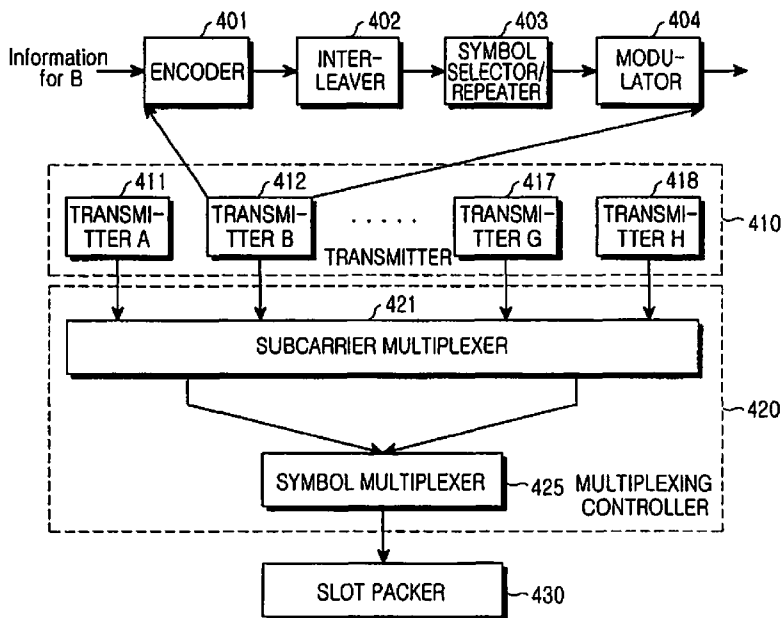 401
402
403
404
Information
for B
ENCODER
INTER-
LEAVER
SYMBOL
SELECTOR/
REPEATER
MODU-
LATOR
411
412
417
418
TRANSMI-
TTER A
TRANSMI-
TTER B
. . . . .
TRANSMI-
TTER G
TRANSMI-
TTER H
410
TRANSMITTER
421
SUBCARRIER MULTIPLEXER
420
SYMBOL MULTIPLEXER
425
MULTIPLEXING
CONTROLLER
SLOT PACKER
430